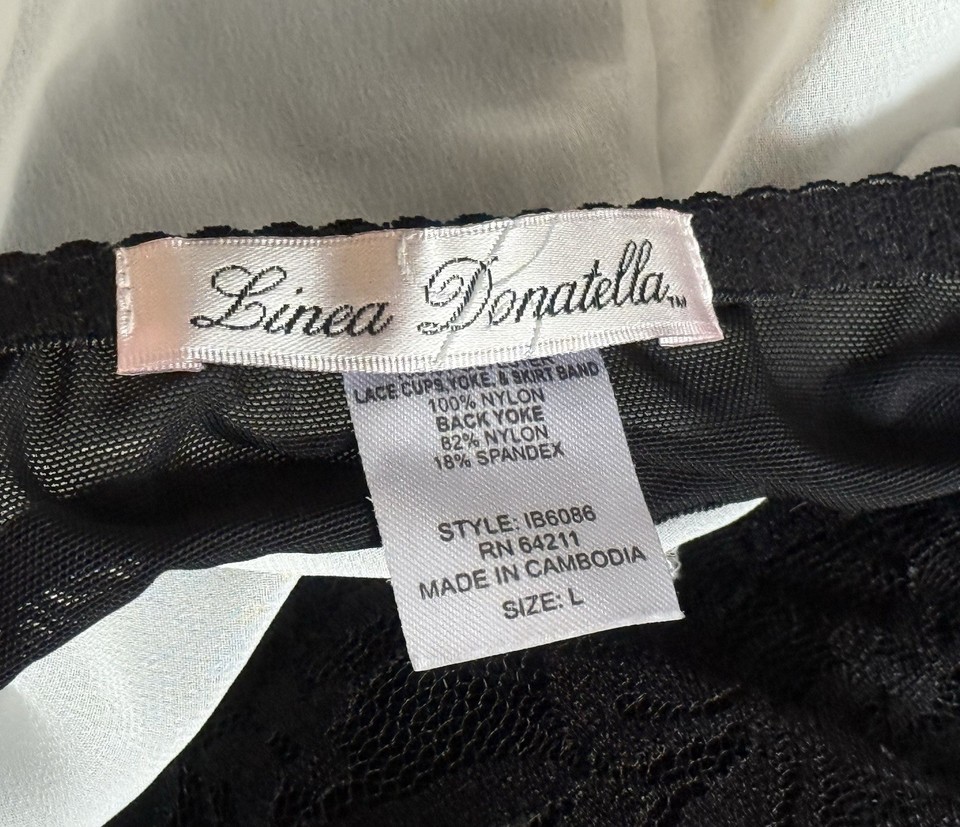 Linea Donatella™
LACE CUPS, YOKE, & SKIRT BAND
100% NYLON
BACK YOKE
82% NYLON
18% SPANDEX
STYLE: IB6086
RN 64211
MADE IN CAMBODIA
SIZE: L